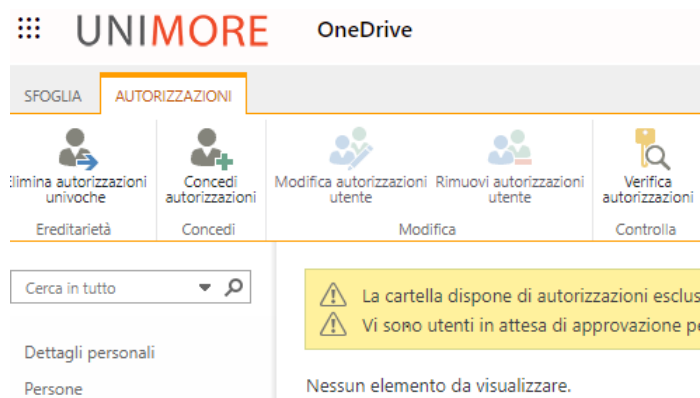 UNIMORE OneDrive
SFOGLIA AUTORIZZAZIONI
Elimina autorizzazioni Concedi Modifica autorizzazioni Rimuovi autorizzazioni Verifica
univoche autorizzazioni utente utente autorizzazioni
Ereditarietà Concedi Modifica Controlla
Cerca in tutto
La cartella dispone di autorizzazioni esclus
Vi sono utenti in attesa di approvazione pe
Dettagli personali
Persone
Nessun elemento da visualizzare.